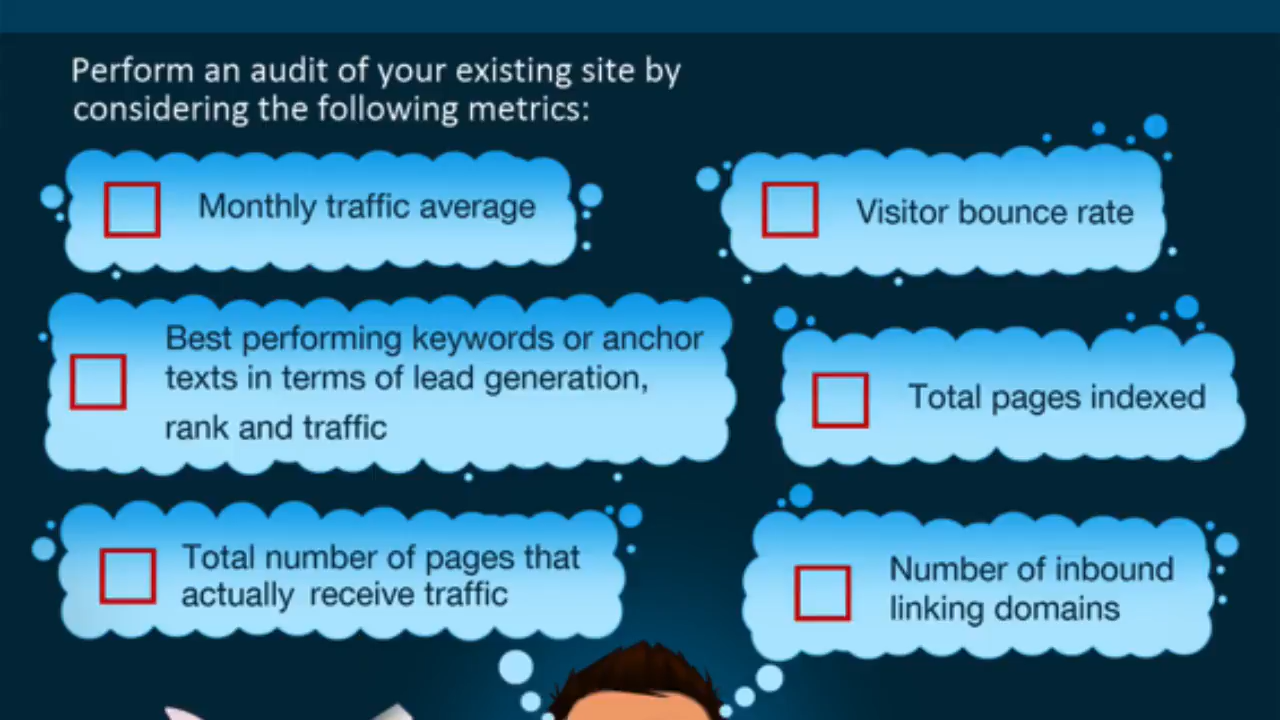 Perform an audit of your existing site by
considering the following metrics:
Monthly traffic average
Visitor bounce rate
Best performing keywords or anchor
texts in terms of lead generation,
rank and traffic
Total pages indexed
Total number of pages that
actually receive traffic
Number of inbound
linking domains